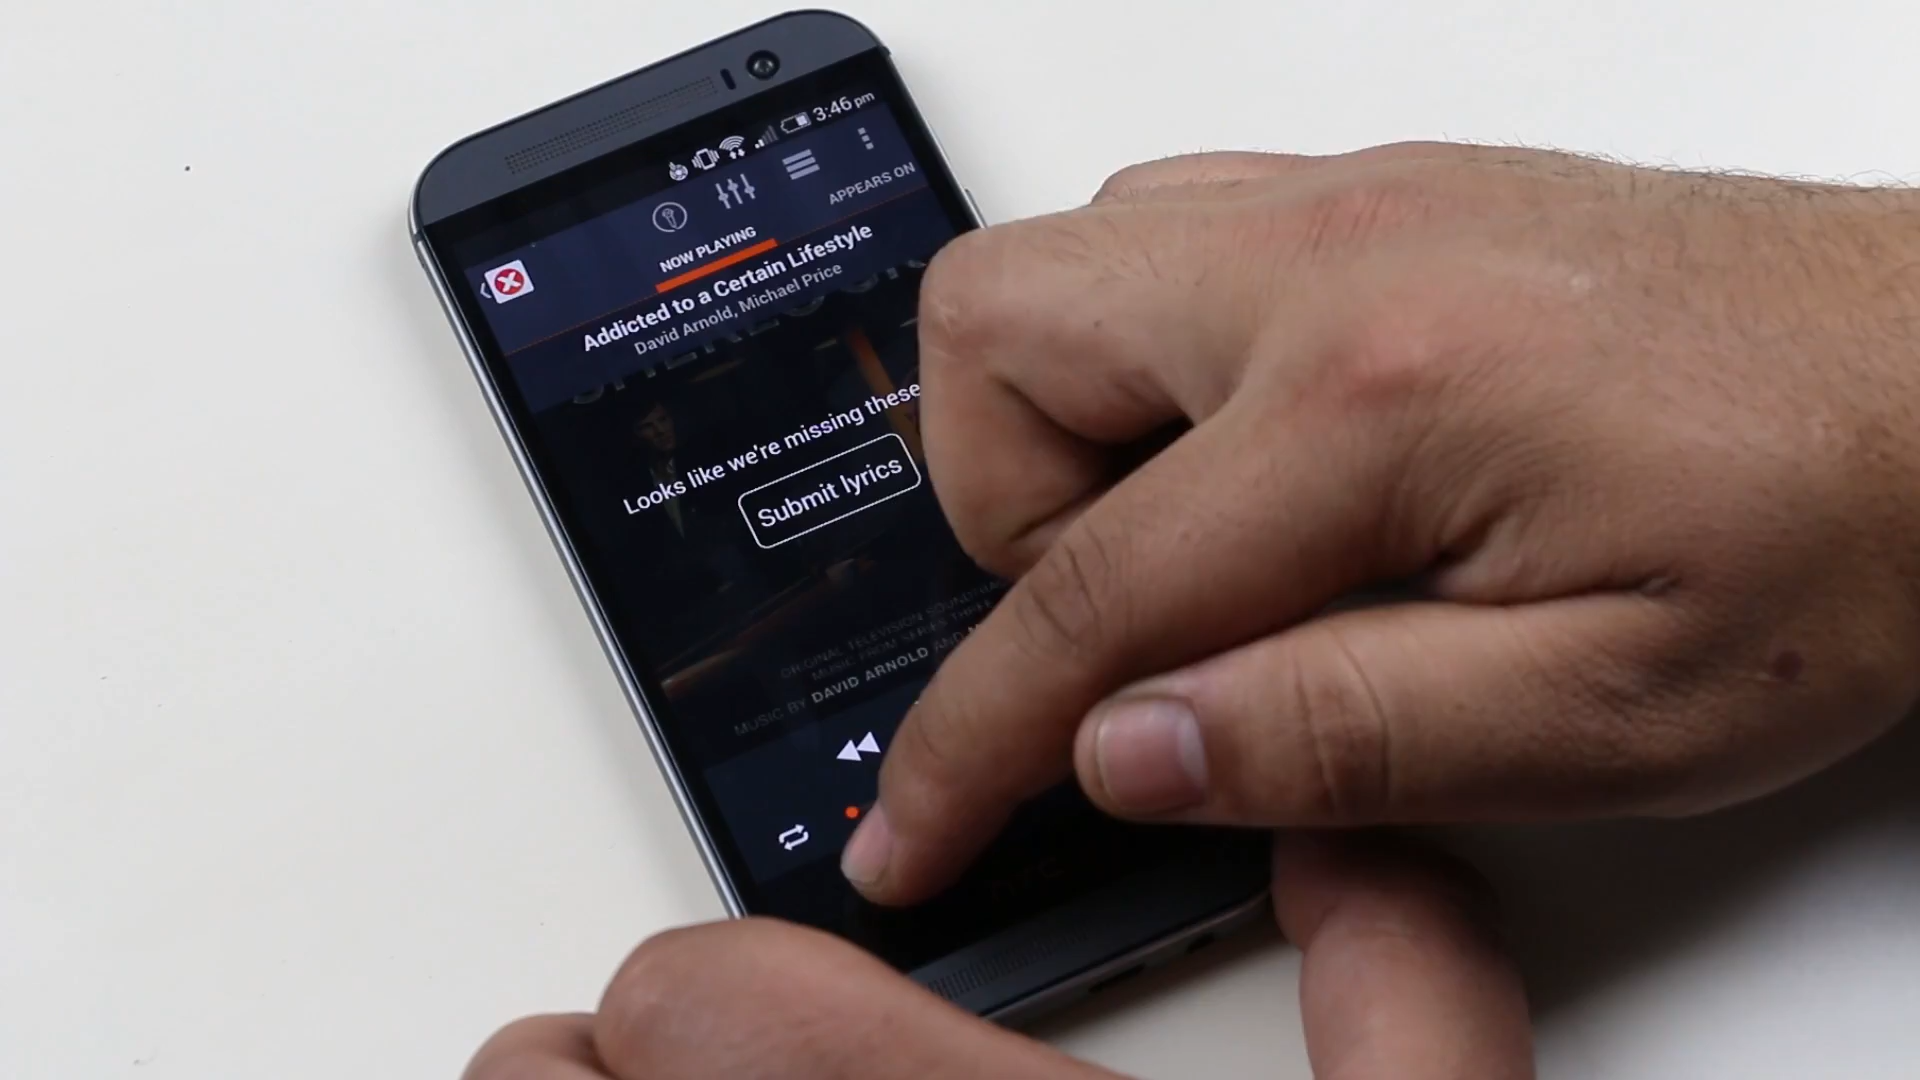 3:46 pm
NOW PLAYING
APPEARS ON
Addicted to a Certain Lifestyle
David Arnold, Michael Price
Looks like we're missing these
Submit lyrics
ORIGINAL TELEVISION SOUNDTRACK
MUSIC FROM SERIES THREE
MUSIC BY DAVID ARNOLD AND